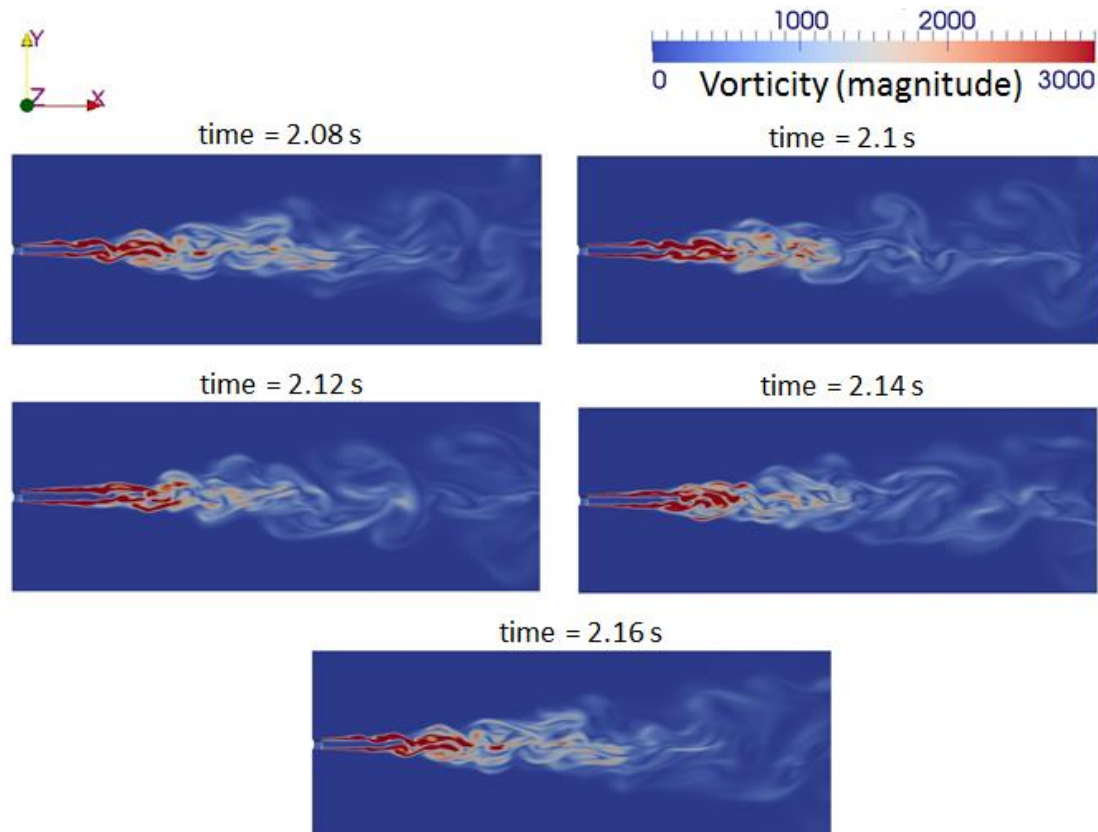 Y
Z X
1000 2000
0 Vorticity (magnitude) 3000
time = 2.08 s
time = 2.1 s
time = 2.12 s
time = 2.14 s
time = 2.16 s